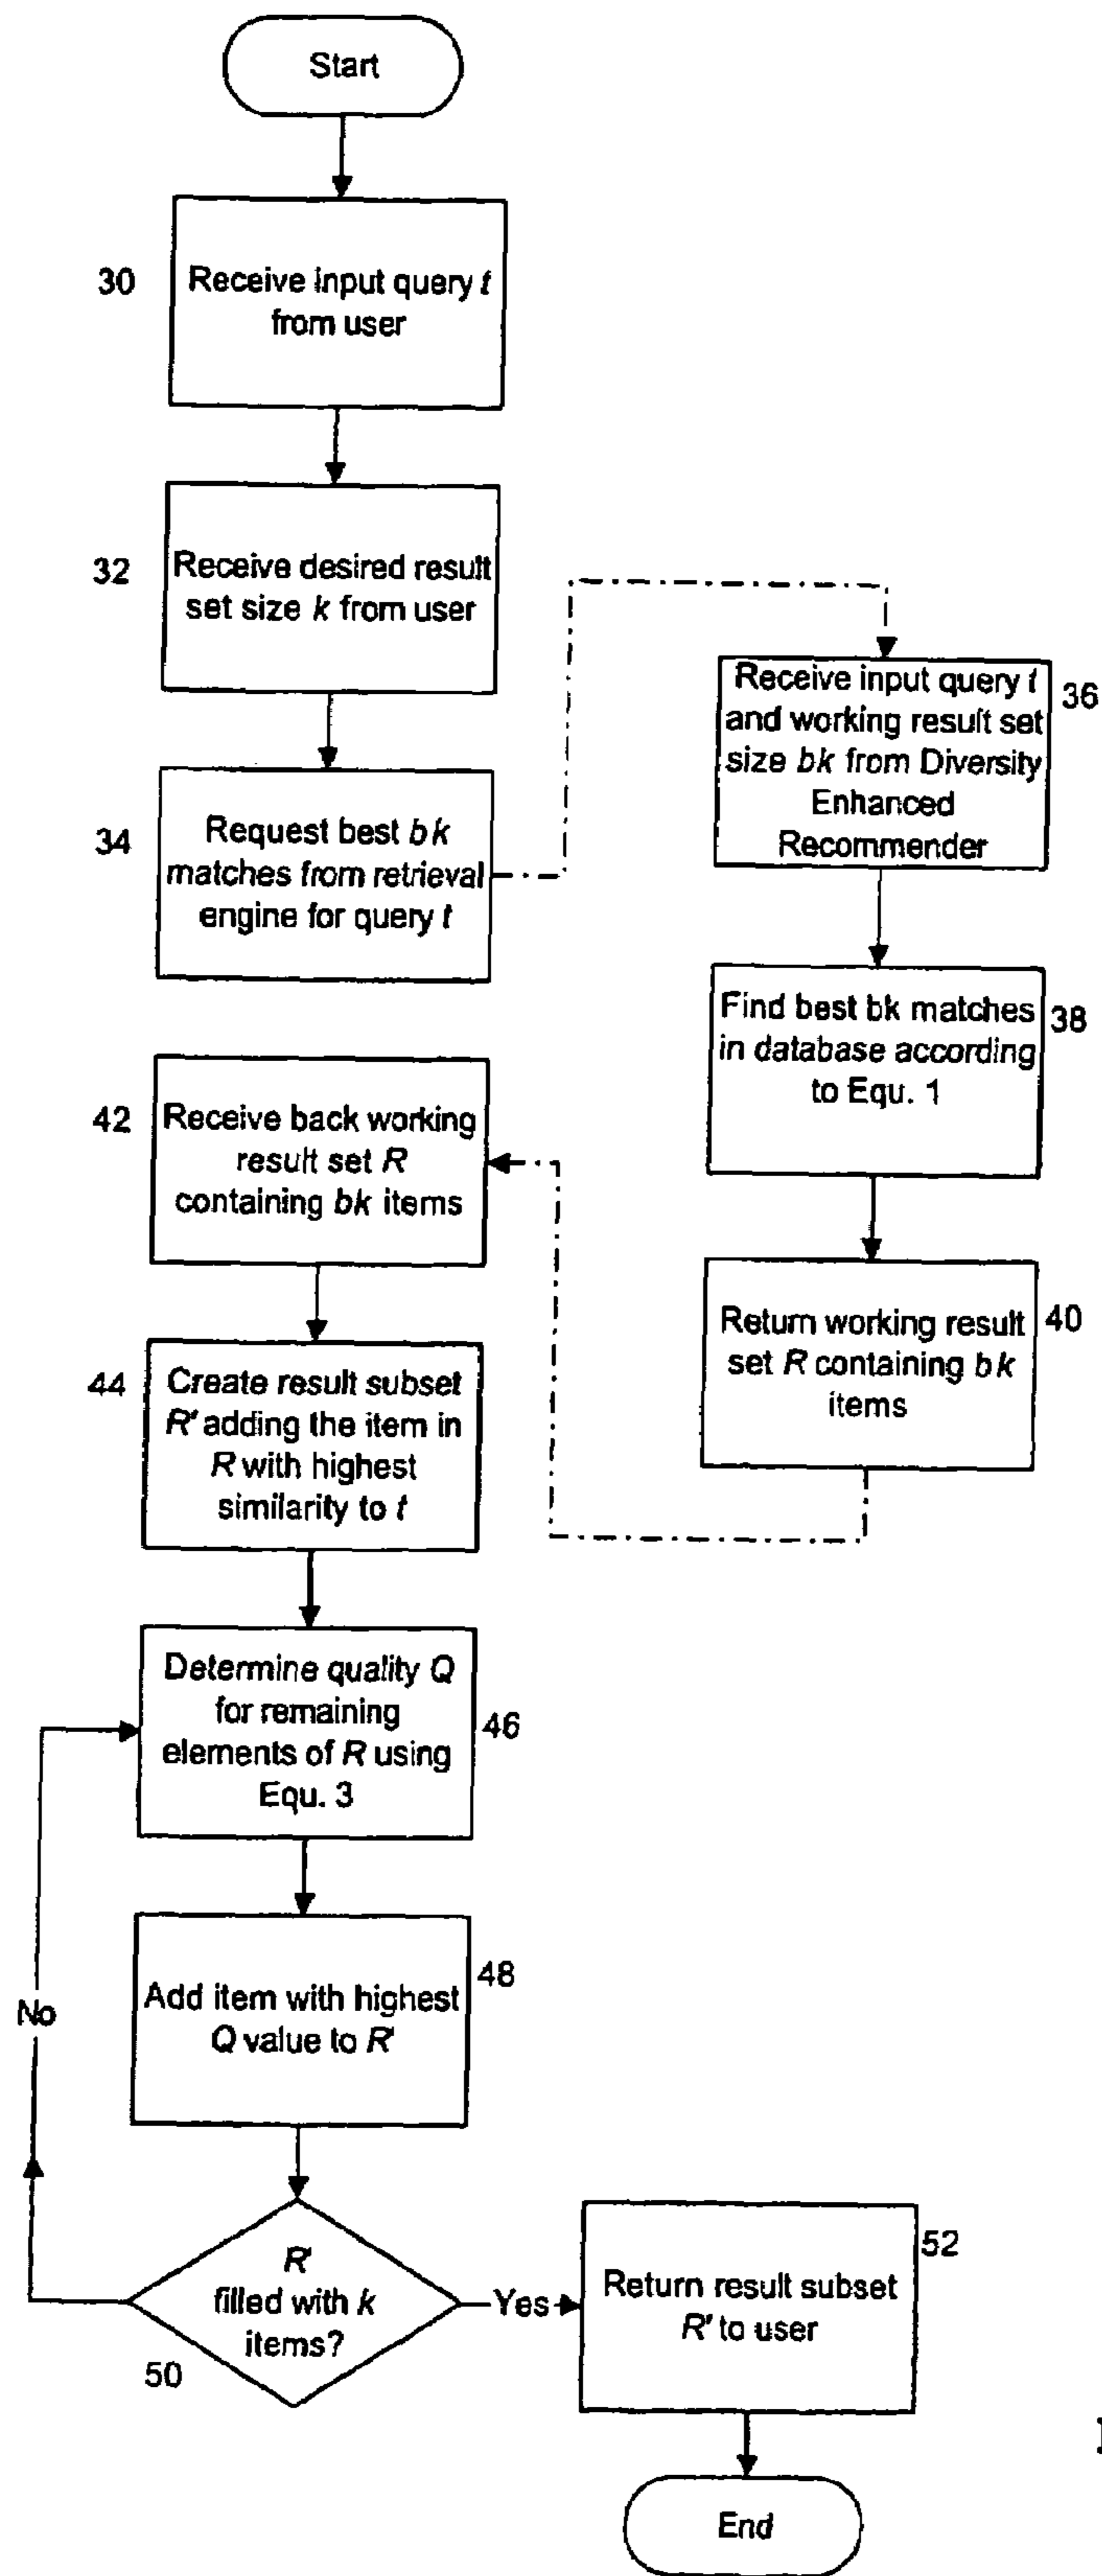 Start
30
Receive input query t
from user
32
Receive desired result
set size k from user
34
Request best bk
matches from retrieval
engine for query t
Receive input query t
and working result set
size bk from Diversity
Enhanced
Recommender
36
Find best bk matches
in database according
to Equ. 1
38
Return working result
set R containing bk
items
40
42
Receive back working
result set R
containing bk items
44
Create result subset
R' adding the item in
R with highest
similarity to t
Determine quality Q
for remaining
elements of R using
Equ. 3
46
Add item with highest
Q value to R'
48
No
R'
filled with k
items?
50
Yes
Return result subset
R' to user
52
End